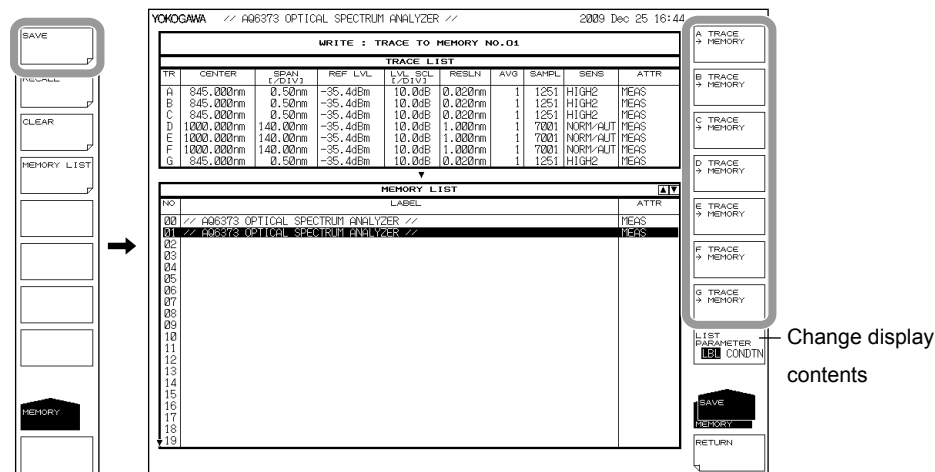 SAVE
RECALL
CLEAR
MEMORY LIST
MEMORY
YOKOGAWA // AQ6373 OPTICAL SPECTRUM ANALYZER // 2009 Dec 25 16:44
WRITE : TRACE TO MEMORY NO.01
TRACE LIST
TR CENTER SPAN [/DIV] REF LVL LVL SCL [/DIV] RESLN AVG SAMPL SENS ATTR
A 845.000nm 0.50nm -35.4dBm 10.0dB 0.020nm 1 1251 HIGH2 MEAS
B 845.000nm 0.50nm -35.4dBm 10.0dB 0.020nm 1 1251 HIGH2 MEAS
C 845.000nm 0.50nm -35.4dBm 10.0dB 0.020nm 1 1251 HIGH2 MEAS
D 1000.000nm 140.00nm -35.4dBm 10.0dB 1.000nm 1 7001 NORM/AUT MEAS
E 1000.000nm 140.00nm -35.4dBm 10.0dB 1.000nm 1 7001 NORM/AUT MEAS
F 1000.000nm 140.00nm -35.4dBm 10.0dB 1.000nm 1 7001 NORM/AUT MEAS
G 845.000nm 0.50nm -35.4dBm 10.0dB 0.020nm 1 1251 HIGH2 MEAS
MEMORY LIST
NO LABEL ATTR
00 // AQ6373 OPTICAL SPECTRUM ANALYZER // MEAS
01 // AQ6373 OPTICAL SPECTRUM ANALYZER // MEAS
02
03
04
05
06
07
08
09
10
11
12
13
14
15
16
17
18
19
A TRACE
→ MEMORY
B TRACE
→ MEMORY
C TRACE
→ MEMORY
D TRACE
→ MEMORY
E TRACE
→ MEMORY
F TRACE
→ MEMORY
G TRACE
→ MEMORY
LIST
PARAMETER
LBL CONDTN
SAVE
MEMORY
RETURN
Change display
contents